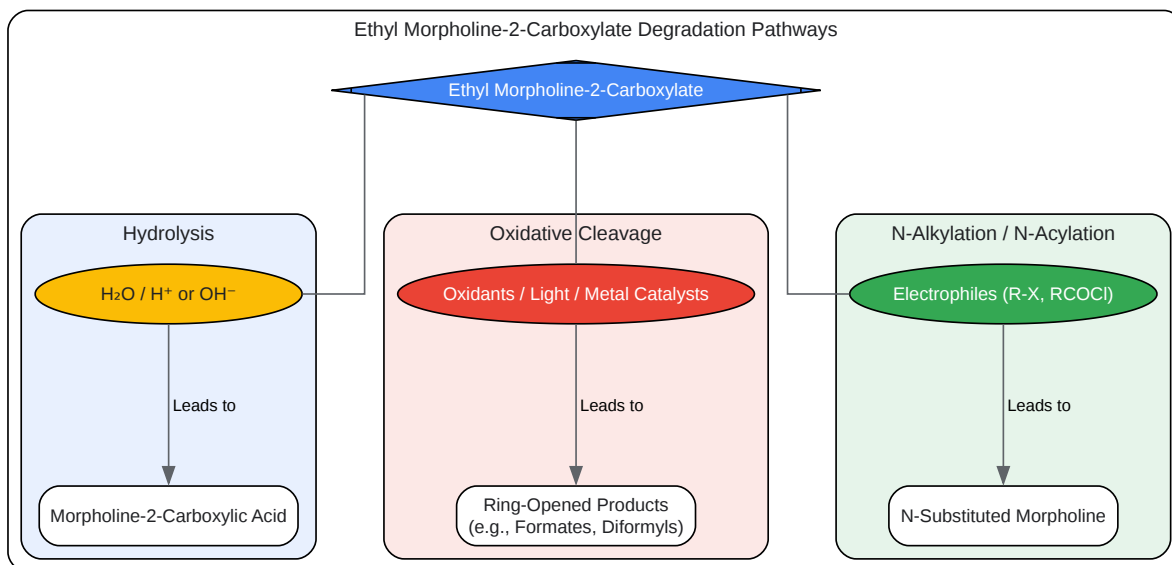 Ethyl Morpholine-2-Carboxylate Degradation Pathways
Ethyl Morpholine-2-Carboxylate
Hydrolysis
H₂O / H⁺ or OH⁻
Leads to
Morpholine-2-Carboxylic Acid
Oxidative Cleavage
Oxidants / Light / Metal Catalysts
Leads to
Ring-Opened Products
(e.g., Formates, Diformyls)
N-Alkylation / N-Acylation
Electrophiles (R-X, RCOCl)
Leads to
N-Substituted Morpholine